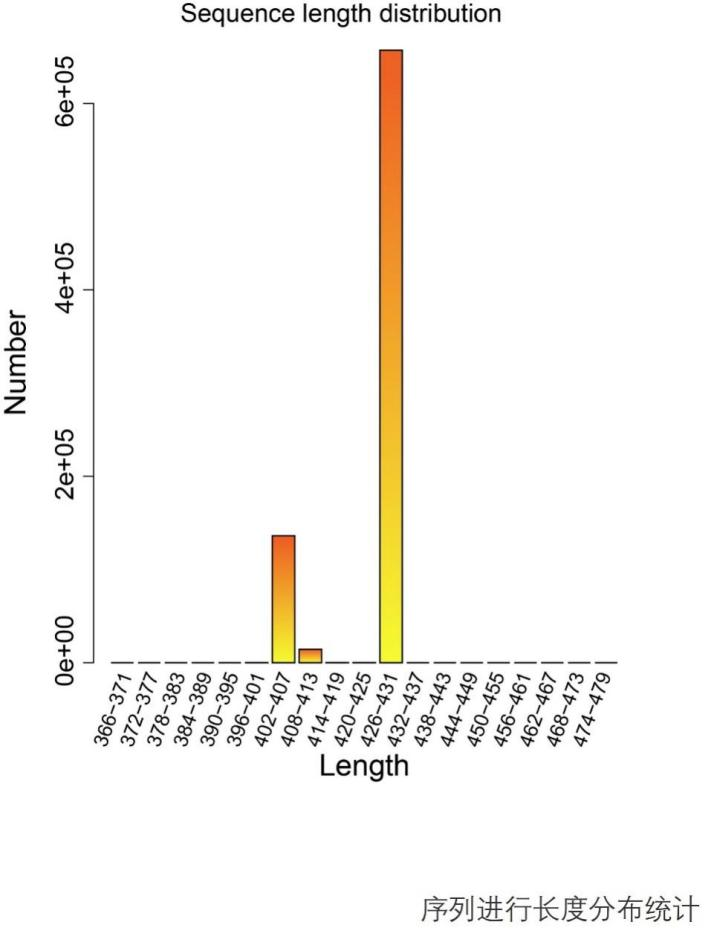 Sequence length distribution
Number
6e+05
4e+05
2e+05
0e+00
366–371
372–377
378–383
384–389
390–395
396–401
402–407
408–413
414–419
420–425
426–431
432–437
438–443
444–449
450–455
456–461
462–467
468–473
474–479
Length
序列进行长度分布统计